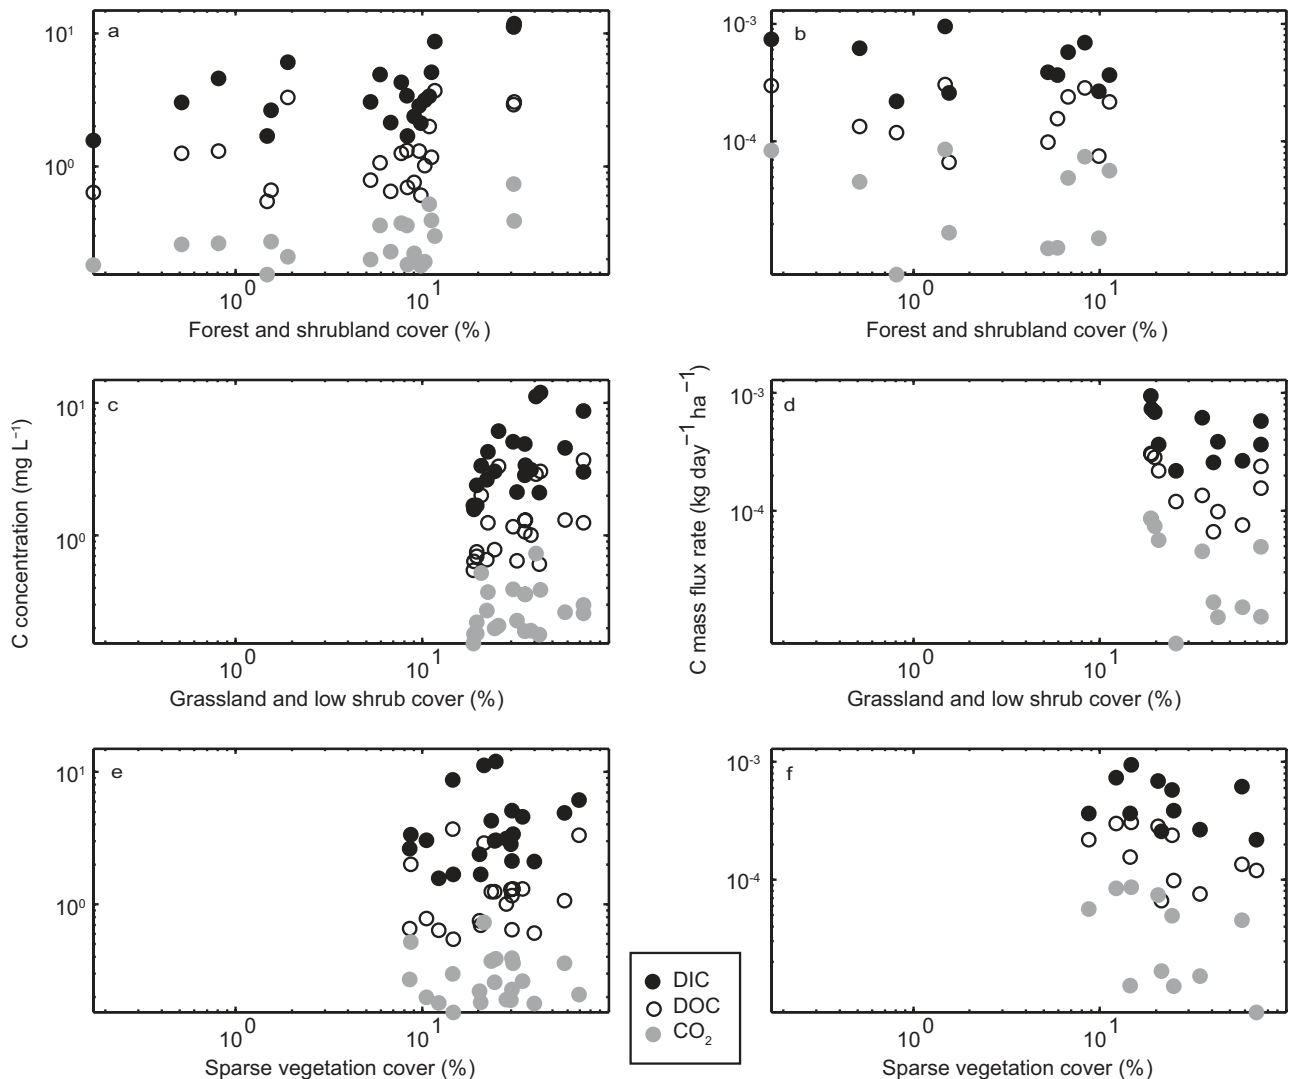 a
10¹
10⁰
10⁰
10¹
Forest and shrubland cover (%)
b
10⁻³
10⁻⁴
10⁰
10¹
Forest and shrubland cover (%)
C concentration (mg L⁻¹)
c
10¹
10⁰
10⁰
10¹
Grassland and low shrub cover (%)
C mass flux rate (kg day⁻¹ ha⁻¹)
d
10⁻³
10⁻⁴
10⁰
10¹
Grassland and low shrub cover (%)
e
10¹
10⁰
10⁰
10¹
Sparse vegetation cover (%)
f
10⁻³
10⁻⁴
10⁰
10¹
Sparse vegetation cover (%)
DIC
DOC
CO₂